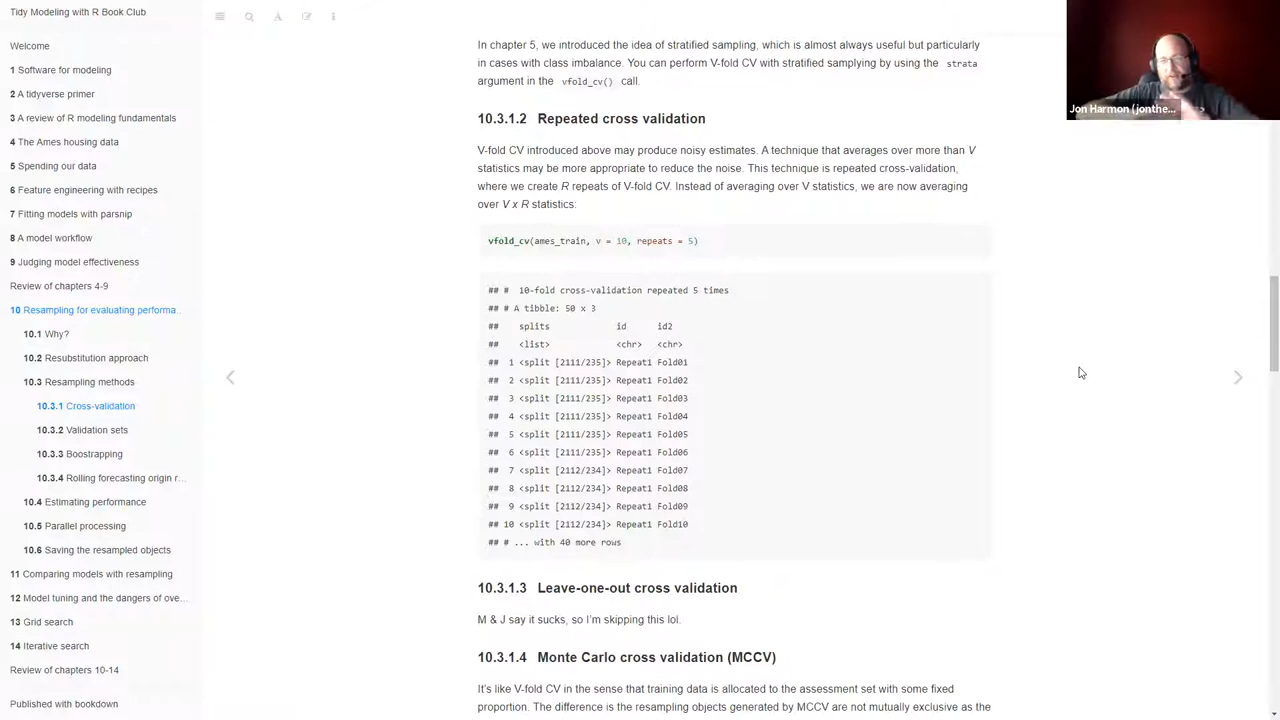 Tidy Modeling with R Book Club
Welcome
1 Software for modeling
2 A tidyverse primer
3 A review of R modeling fundamentals
4 The Ames housing data
5 Spending our data
6 Feature engineering with recipes
7 Fitting models with parsnip
8 A model workflow
9 Judging model effectiveness
Review of chapters 4-9
10 Resampling for evaluating performa...
10.1 Why?
10.2 Resubstitution approach
10.3 Resampling methods
10.3.1 Cross-validation
10.3.2 Validation sets
10.3.3 Boostrapping
10.3.4 Rolling forecasting origin r...
10.4 Estimating performance
10.5 Parallel processing
10.6 Saving the resampled objects
11 Comparing models with resampling
12 Model tuning and the dangers of ove...
13 Grid search
14 Iterative search
Review of chapters 10-14
Published with bookdown
In chapter 5, we introduced the idea of stratified sampling, which is almost always useful but particularly
in cases with class imbalance. You can perform V-fold CV with stratified samplying by using the strata
argument in the vfold_cv() call.
10.3.1.2 Repeated cross validation
V-fold CV introduced above may produce noisy estimates. A technique that averages over more than V
statistics may be more appropriate to reduce the noise. This technique is repeated cross-validation,
where we create R repeats of V-fold CV. Instead of averaging over V statistics, we are now averaging
over V x R statistics:
vfold_cv(ames_train, v = 10, repeats = 5)
## # 10-fold cross-validation repeated 5 times
## # A tibble: 50 x 3
## splits id id2
## <list> <chr> <chr>
## 1 <split [2111/235]> Repeat1 Fold01
## 2 <split [2111/235]> Repeat1 Fold02
## 3 <split [2111/235]> Repeat1 Fold03
## 4 <split [2111/235]> Repeat1 Fold04
## 5 <split [2111/235]> Repeat1 Fold05
## 6 <split [2111/235]> Repeat1 Fold06
## 7 <split [2112/234]> Repeat1 Fold07
## 8 <split [2112/234]> Repeat1 Fold08
## 9 <split [2112/234]> Repeat1 Fold09
## 10 <split [2112/234]> Repeat1 Fold10
## # ... with 40 more rows
10.3.1.3 Leave-one-out cross validation
M & J say it sucks, so I'm skipping this lol.
10.3.1.4 Monte Carlo cross validation (MCCV)
It's like V-fold CV in the sense that training data is allocated to the assessment set with some fixed
proportion. The difference is the resampling objects generated by MCCV are not mutually exclusive as the
Jon Harmon (jonthe...